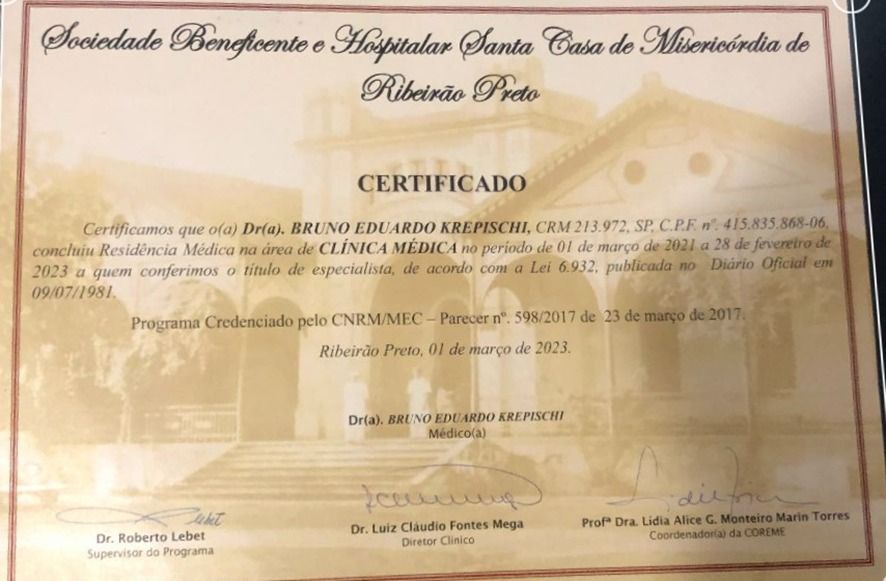 Sociedade Beneficente e Hospitalar Santa Casa de Misericórdia de
Ribeirão Preto
CERTIFICADO
Certificamos que o(a) Dr(a). BRUNO EDUARDO KREPISCHI, CRM 213.972, SP, C.P.F. nº. 415.835.868-06,
concluiu Residência Médica na área de CLÍNICA MÉDICA no período de 01 de março de 2021 a 28 de fevereiro de
2023 a quem conferimos o título de especialista, de acordo com a Lei 6.932, publicada no Diário Oficial em
09/07/1981.
Programa Credenciado pelo CNRM/MEC – Parecer nº. 598/2017 de 23 de março de 2017.
Ribeirão Preto, 01 de março de 2023.
Dr(a). BRUNO EDUARDO KREPISCHI
Médico(a)
Dr. Roberto Lebet
Supervisor do Programa
Dr. Luiz Cláudio Fontes Mega
Diretor Clínico
Profª Dra. Lídia Alice G. Monteiro Marin Torres
Coordenador(a) da COREME